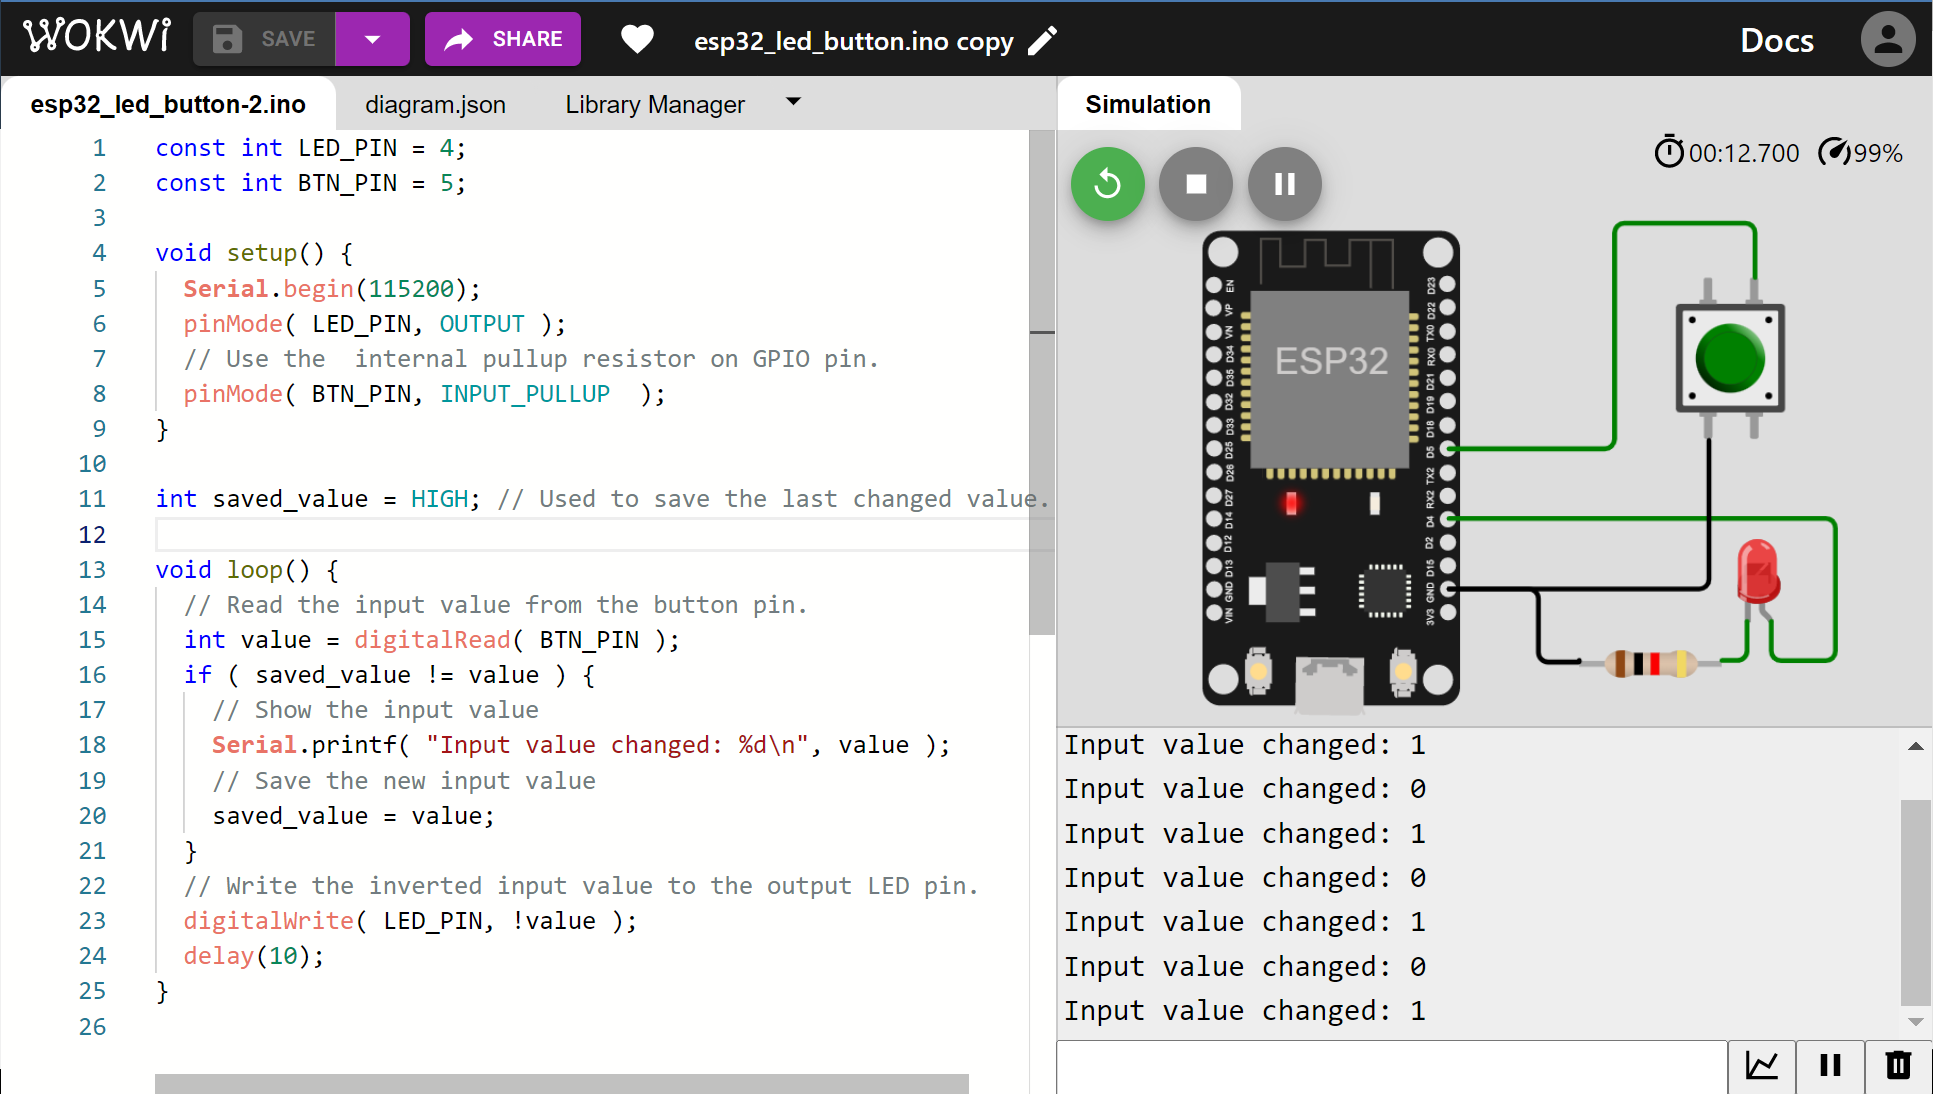 WOKWi SAVE SHARE esp32_led_button.ino copy Docs
esp32_led_button-2.ino diagram.json Library Manager
1 const int LED_PIN = 4;
2 const int BTN_PIN = 5;
3
4 void setup() {
5 Serial.begin(115200);
6 pinMode( LED_PIN, OUTPUT );
7 // Use the  internal pullup resistor on GPIO pin.
8 pinMode( BTN_PIN, INPUT_PULLUP  );
9 }
10
11 int saved_value = HIGH; // Used to save the last changed value.
12
13 void loop() {
14 // Read the input value from the button pin.
15 int value = digitalRead( BTN_PIN );
16 if ( saved_value != value ) {
17 // Show the input value
18 Serial.printf( "Input value changed: %d\n", value );
19 // Save the new input value
20 saved_value = value;
21 }
22 // Write the inverted input value to the output LED pin.
23 digitalWrite( LED_PIN, !value );
24 delay(10);
25 }
26
Simulation
00:12.700 99%
ESP32
EN
VP
VN
D34
D35
D32
D33
D25
D26
D27
D14
D12
D13
GND
VIN
D23
D22
TX0
RX0
D21
D19
D18
D5
TX2
RX2
D4
D2
D15
GND
3V3
Input value changed: 1
Input value changed: 0
Input value changed: 1
Input value changed: 0
Input value changed: 1
Input value changed: 0
Input value changed: 1